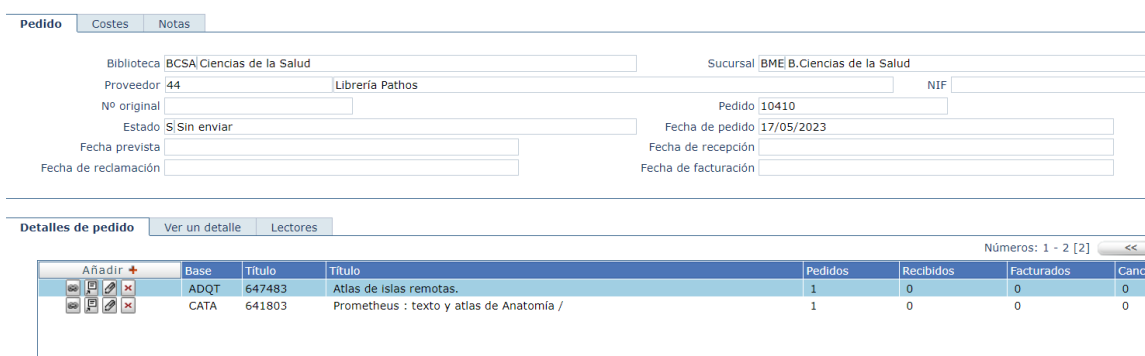 Pedido Costes Notas
Biblioteca BCSA Ciencias de la Salud Sucursal BME B.Ciencias de la Salud
Proveedor 44 Librería Pathos NIF
Nº original Pedido 10410
Estado S Sin enviar Fecha de pedido 17/05/2023
Fecha prevista Fecha de recepción
Fecha de reclamación Fecha de facturación
Detalles de pedido Ver un detalle Lectores
Números: 1 - 2 [2] <<
Añadir + Base Título Título Pedidos Recibidos Facturados Canc
ADQT 647483 Atlas de islas remotas. 1 0 0 0
CATA 641803 Prometheus : texto y atlas de Anatomía / 1 0 0 0